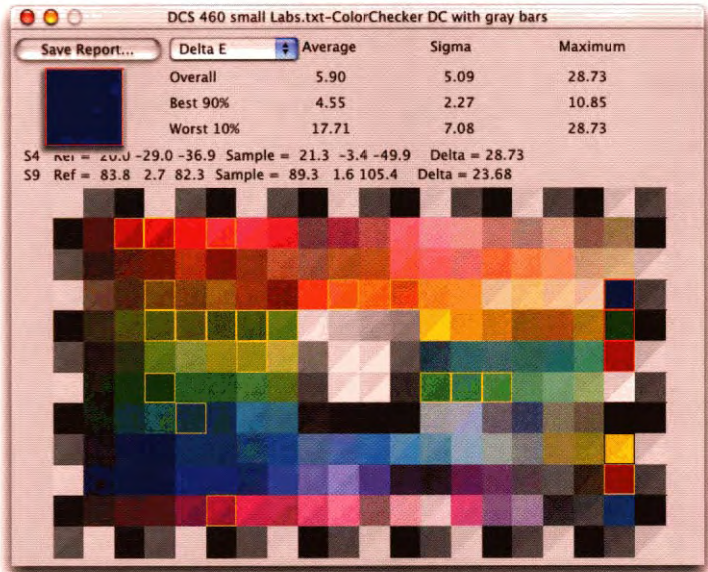 DCS 460 small Labs.txt-ColorChecker DC with gray bars
Save Report... Delta E Average Sigma Maximum
Overall 5.90 5.09 28.73
Best 90% 4.55 2.27 10.85
Worst 10% 17.71 7.08 28.73
S4 Ref = 20.0 -29.0 -36.9 Sample = 21.3 -3.4 -49.9 Delta = 28.73
S9 Ref = 83.8 2.7 82.3 Sample = 89.3 1.6 105.4 Delta = 23.68